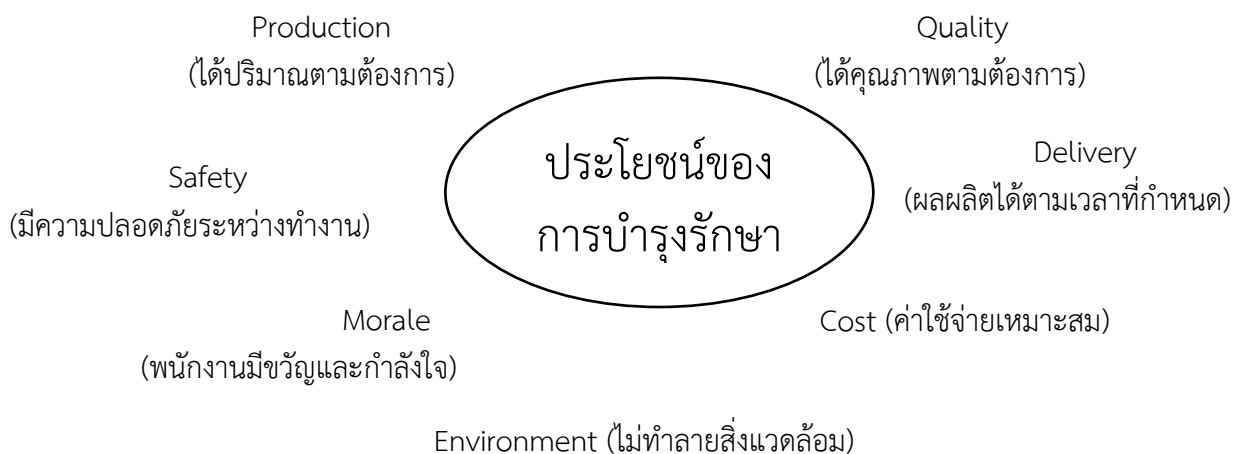 Production
(ได้ปริมาณตามต้องการ)
Quality
(ได้คุณภาพตามต้องการ)
ประโยชน์ของ
การบำรุงรักษา
Safety
(มีความปลอดภัยระหว่างทำงาน)
Delivery
(ผลผลิตได้ตามเวลาที่กำหนด)
Morale
(พนักงานมีขวัญและกำลังใจ)
Cost (ค่าใช้จ่ายเหมาะสม)
Environment (ไม่ทำลายสิ่งแวดล้อม)